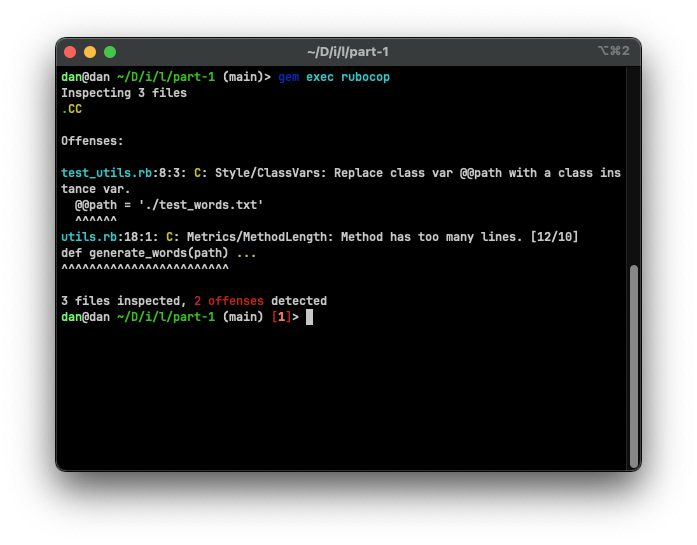 ~/D/i/l/part-1
⌥⌘2
dan@dan ~/D/i/l/part-1 (main)> gem exec rubocop
Inspecting 3 files
.CC
Offenses:
test_utils.rb:8:3: C: Style/ClassVars: Replace class var @@path with a class ins
tance var.
  @@path = './test_words.txt'
  ^^^^^^
utils.rb:18:1: C: Metrics/MethodLength: Method has too many lines. [12/10]
def generate_words(path) ...
^^^^^^^^^^^^^^^^^^^^^^^^
3 files inspected, 2 offenses detected
dan@dan ~/D/i/l/part-1 (main) [1]>